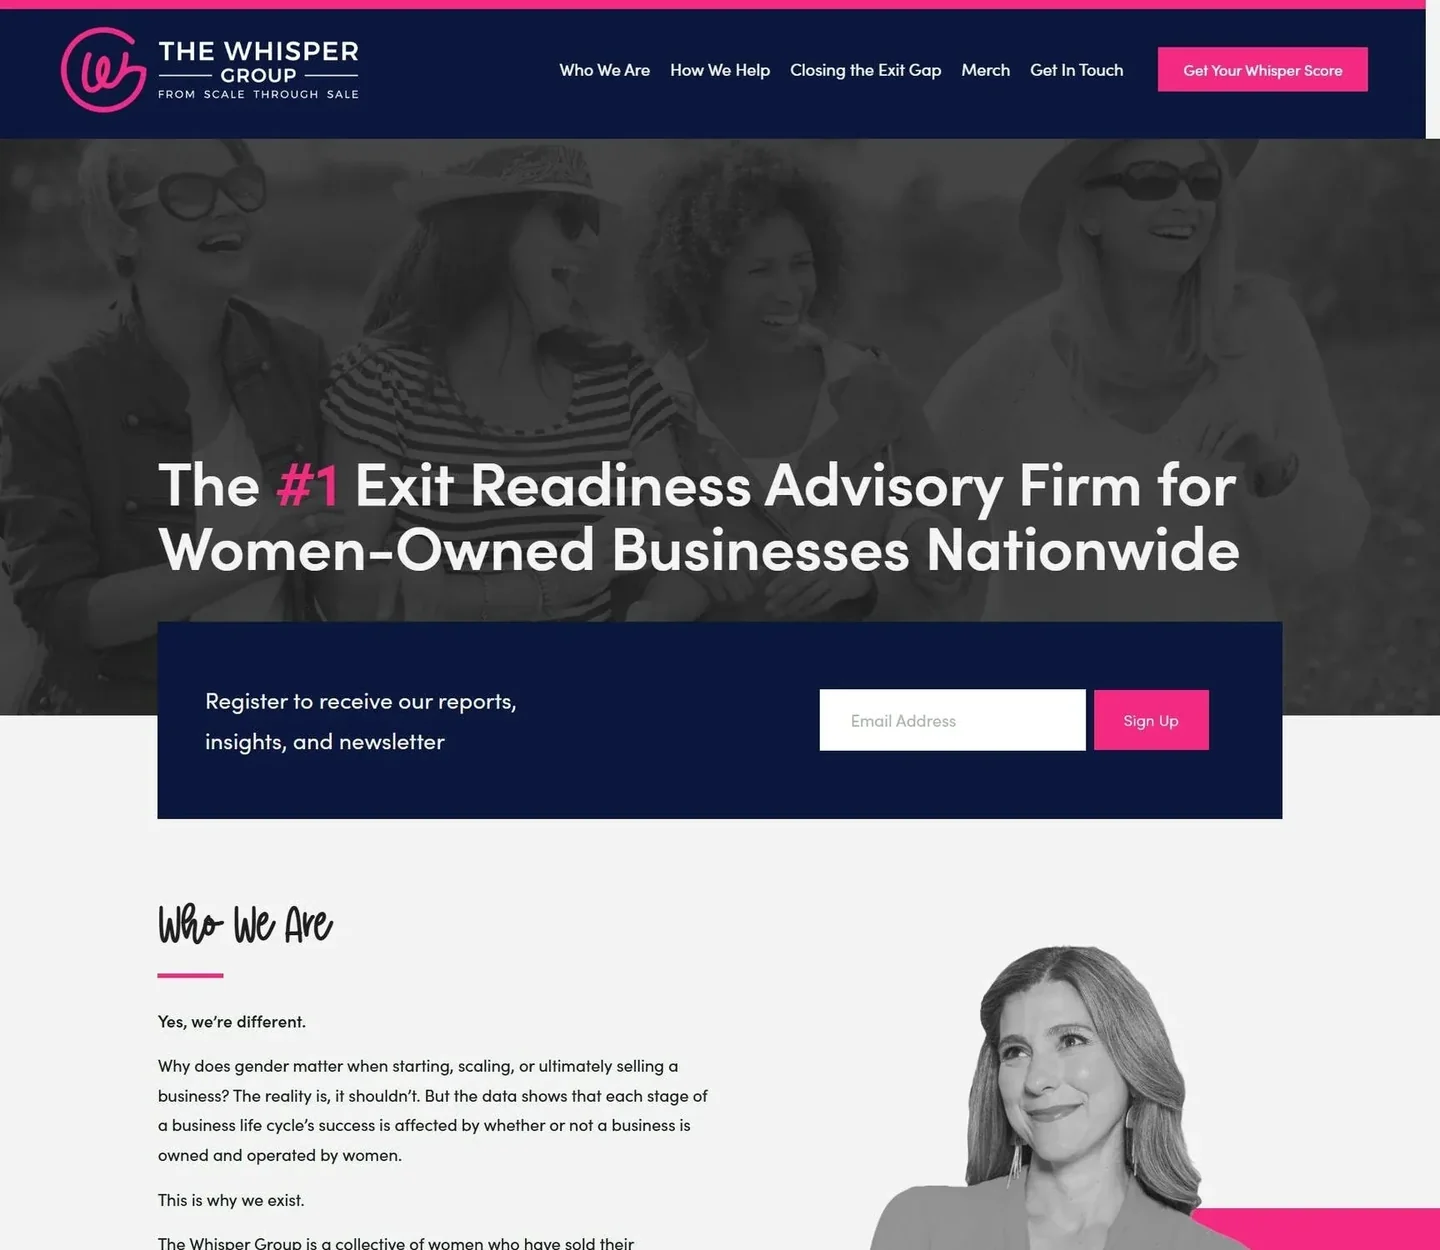 THE WHISPER
GROUP
FROM SCALE THROUGH SALE
Who We Are
How We Help
Closing the Exit Gap
Merch
Get In Touch
Get Your Whisper Score
The #1 Exit Readiness Advisory Firm for
Women-Owned Businesses Nationwide
Register to receive our reports,
insights, and newsletter
Email Address
Sign Up
Who We Are
Yes, we’re different.
Why does gender matter when starting, scaling, or ultimately selling a
business? The reality is, it shouldn’t. But the data shows that each stage of
a business life cycle’s success is affected by whether or not a business is
owned and operated by women.
This is why we exist.
The Whisper Group is a collective of women who have sold their